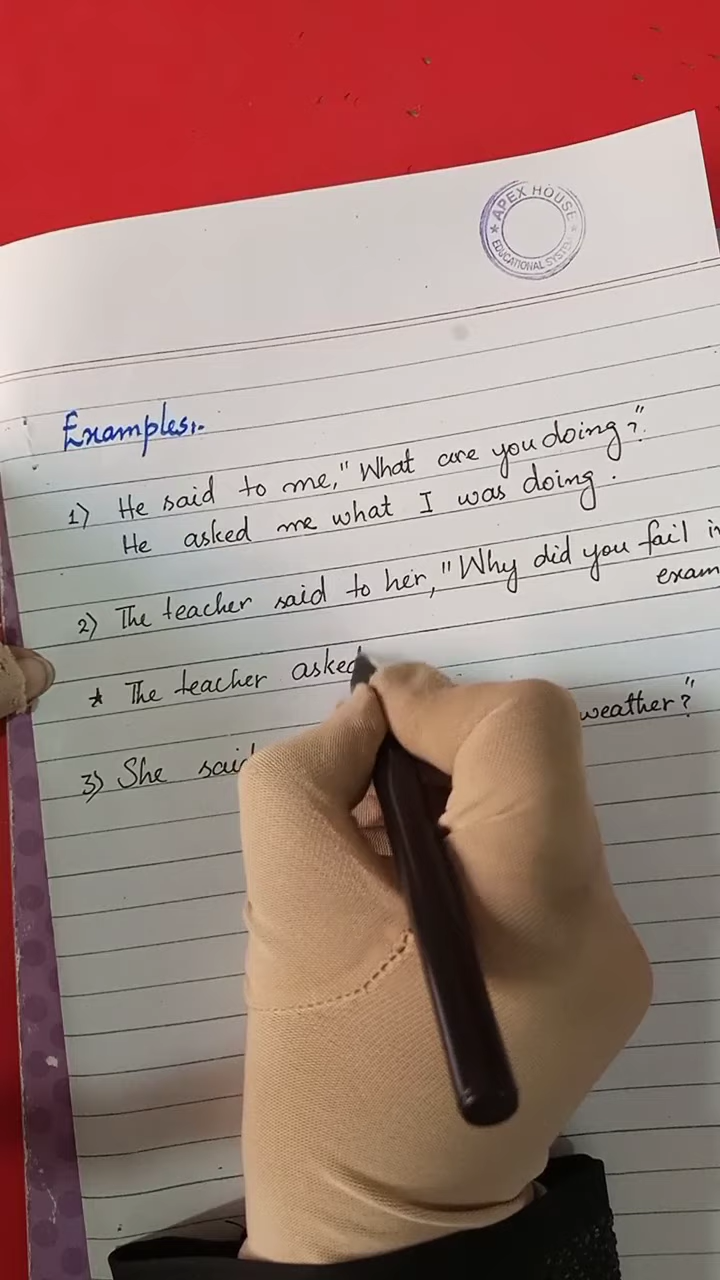 APEX HOUSE
EDUCATIONAL SYSTEM
Examples:-
1) He said to me, "What are you doing?"
He asked me what I was doing.
2) The teacher said to her, "Why did you fail in
exam
* The teacher asked
weather?"
3) She said